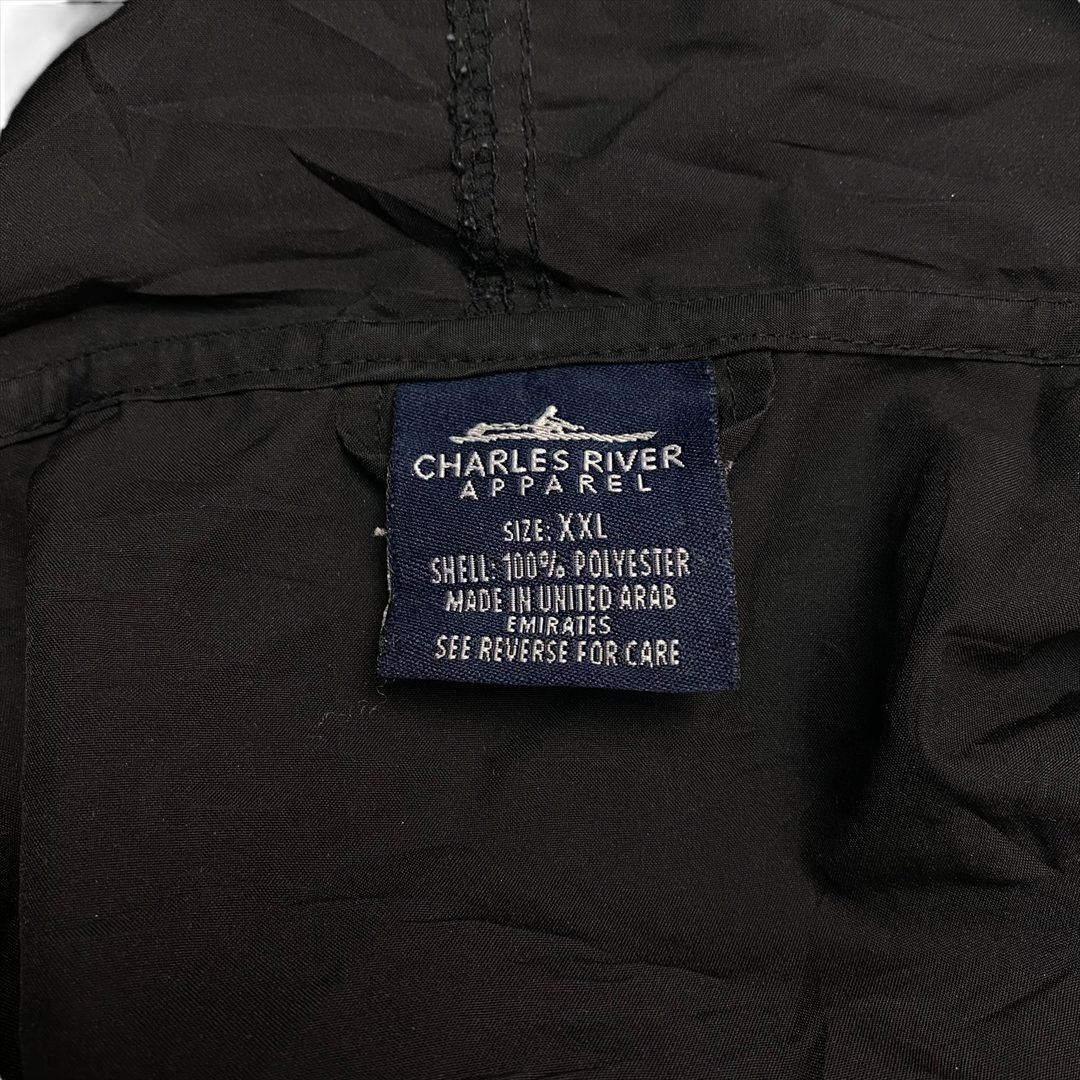 CHARLES RIVER
APPAREL
SIZE: XXL
SHELL: 100% POLYESTER
MADE IN UNITED ARAB
EMIRATES
SEE REVERSE FOR CARE